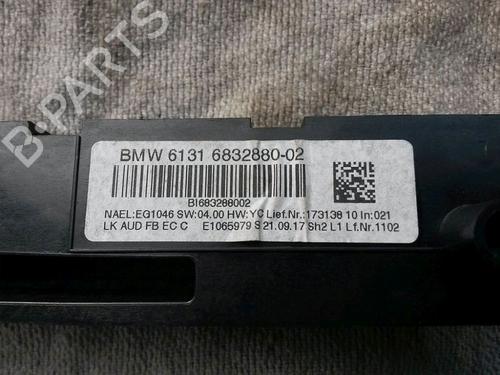 B-PARTS
BMW 6131 6832880-02
BI683288002
NAEL:EG1046 SW:04.00 HW:YC Lief.Nr.:173138 10 In:021
LK AUD FB EC C E1065979 S 21.09.17 Sh2 L1 Lf.Nr.1102